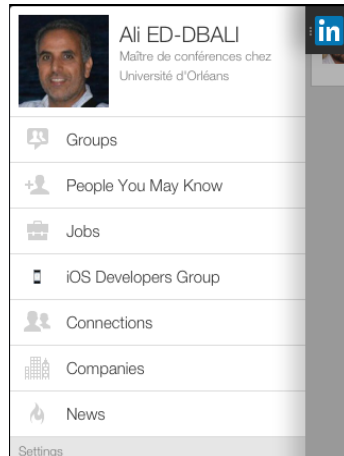 Ali ED-DBALI
Maître de conférences chez
Université d'Orléans
in
Groups
People You May Know
Jobs
iOS Developers Group
Connections
Companies
News
Settings